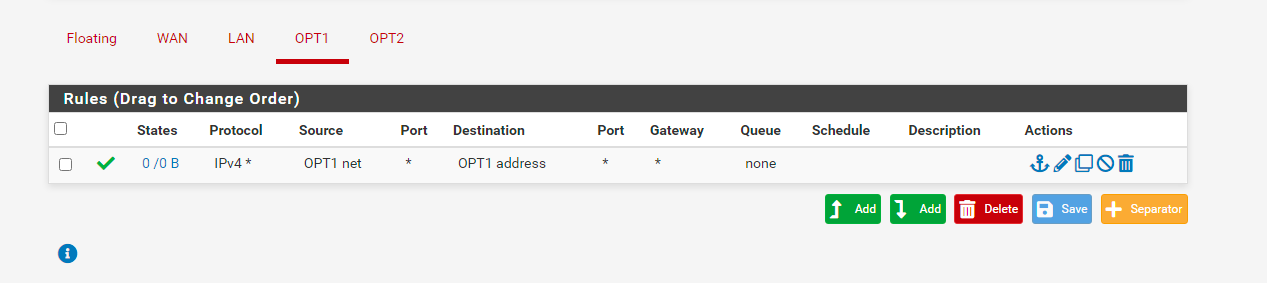 Floating WAN LAN OPT1 OPT2
Rules (Drag to Change Order)
States Protocol Source Port Destination Port Gateway Queue Schedule Description Actions
0 /0 B IPv4 * OPT1 net * OPT1 address * * none
Add Add Delete Save Separator